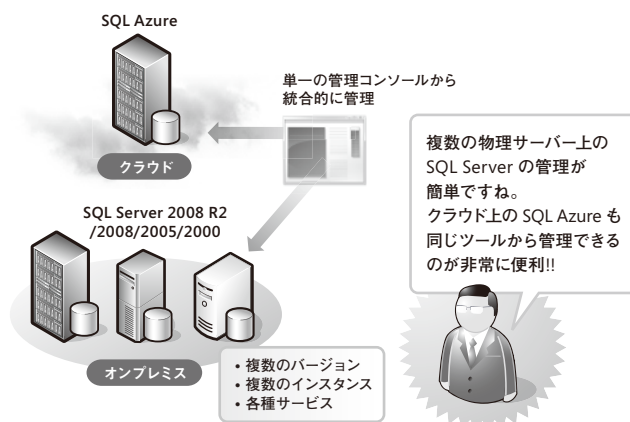 SQL Azure
単一の管理コンソールから
統合的に管理
クラウド
SQL Server 2008 R2
/2008/2005/2000
オンプレミス
• 複数のバージョン
• 複数のインスタンス
• 各種サービス
複数の物理サーバー上の
SQL Server の管理が
簡単ですね。
クラウド上の SQL Azure も
同じツールから管理できる
のが非常に便利!!